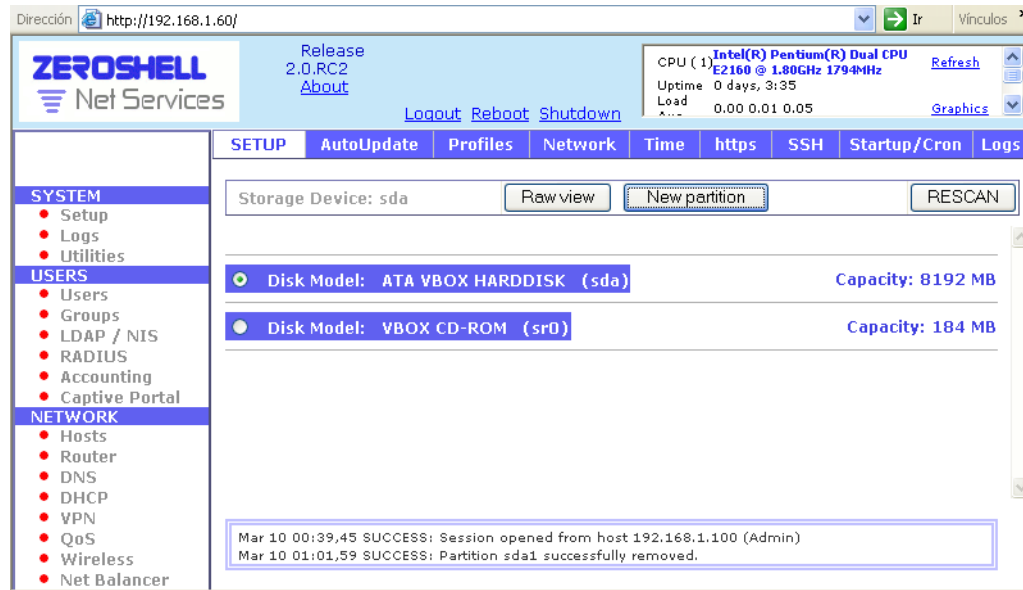 Dirección http://192.168.1.60/ Ir Vínculos
ZEROSHELL
Net Services
Release
2.0.RC2
About
Logout Reboot Shutdown
CPU (1) Intel(R) Pentium(R) Dual CPU
E2160 @ 1.80GHz 1794MHz
Refresh
Uptime 0 days, 3:35
Load 0.00 0.01 0.05
Graphics
SETUP AutoUpdate Profiles Network Time https SSH Startup/Cron Logs
Storage Device: sda Raw view New partition RESCAN
SYSTEM
Setup
Logs
Utilities
USERS
Users
Groups
LDAP / NIS
RADIUS
Accounting
Captive Portal
NETWORK
Hosts
Router
DNS
DHCP
VPN
QoS
Wireless
Net Balancer
Disk Model: ATA VBOX HARDDISK (sda) Capacity: 8192 MB
Disk Model: VBOX CD-ROM (sr0) Capacity: 184 MB
Mar 10 00:39,45 SUCCESS: Session opened from host 192.168.1.100 (Admin)
Mar 10 01:01,59 SUCCESS: Partition sda1 successfully removed.